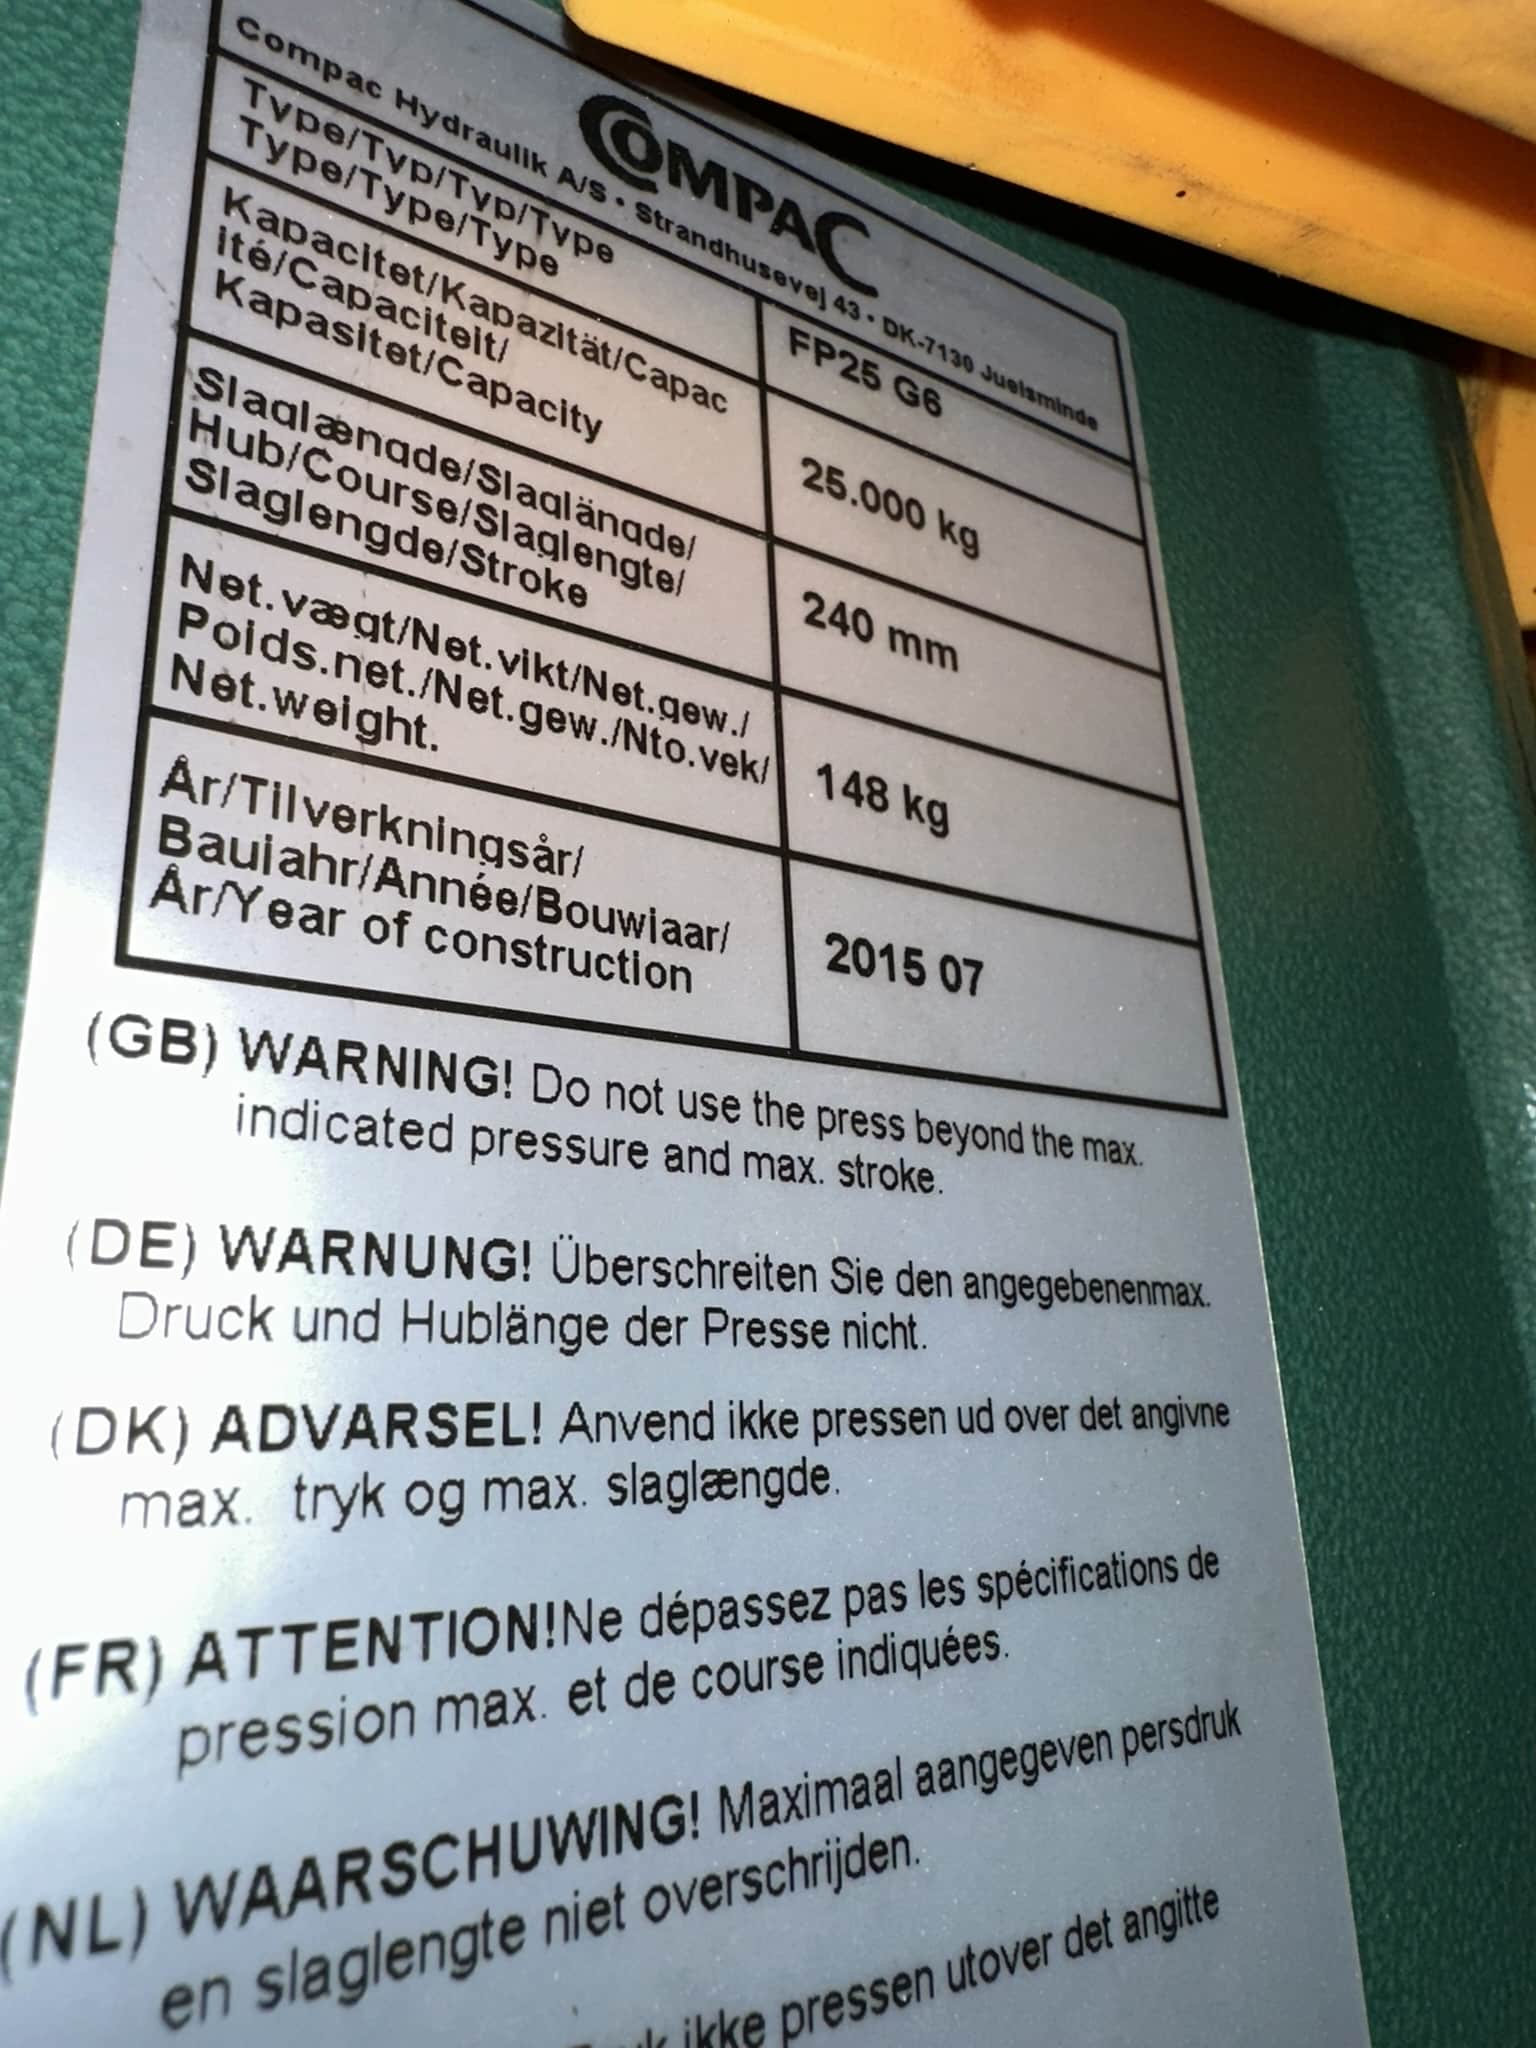 COMPAC
Compac Hydraulik A/S • Strandhusevej 43 • DK-7130 Juelsminde
Type/Typ/Typ/Type
Type/Type/Type
FP25 G6
Kapacitet/Kapazität/Capac
ité/Capaciteit/
Kapasitet/Capacity
25.000 kg
Slaglængde/Slaglängde/
Hub/Course/Slaglengte/
Slaglengde/Stroke
240 mm
Net.vægt/Net.vikt/Net.gew./
Poids.net./Net.gew./Nto.vek/
Net.weight.
148 kg
År/Tilverkningsår/
Baujahr/Année/Bouwjaar/
År/Year of construction
2015 07
(GB) WARNING! Do not use the press beyond the max.
indicated pressure and max. stroke.
(DE) WARNUNG! Überschreiten Sie den angegebenenmax.
Druck und Hublänge der Presse nicht.
(DK) ADVARSEL! Anvend ikke pressen ud over det angivne
max. tryk og max. slaglængde.
(FR) ATTENTION!Ne dépassez pas les spécifications de
pression max. et de course indiquées.
(NL) WAARSCHUWING! Maximaal aangegeven persdruk
en slaglengte niet overschrijden.
ikke pressen utover det angitte